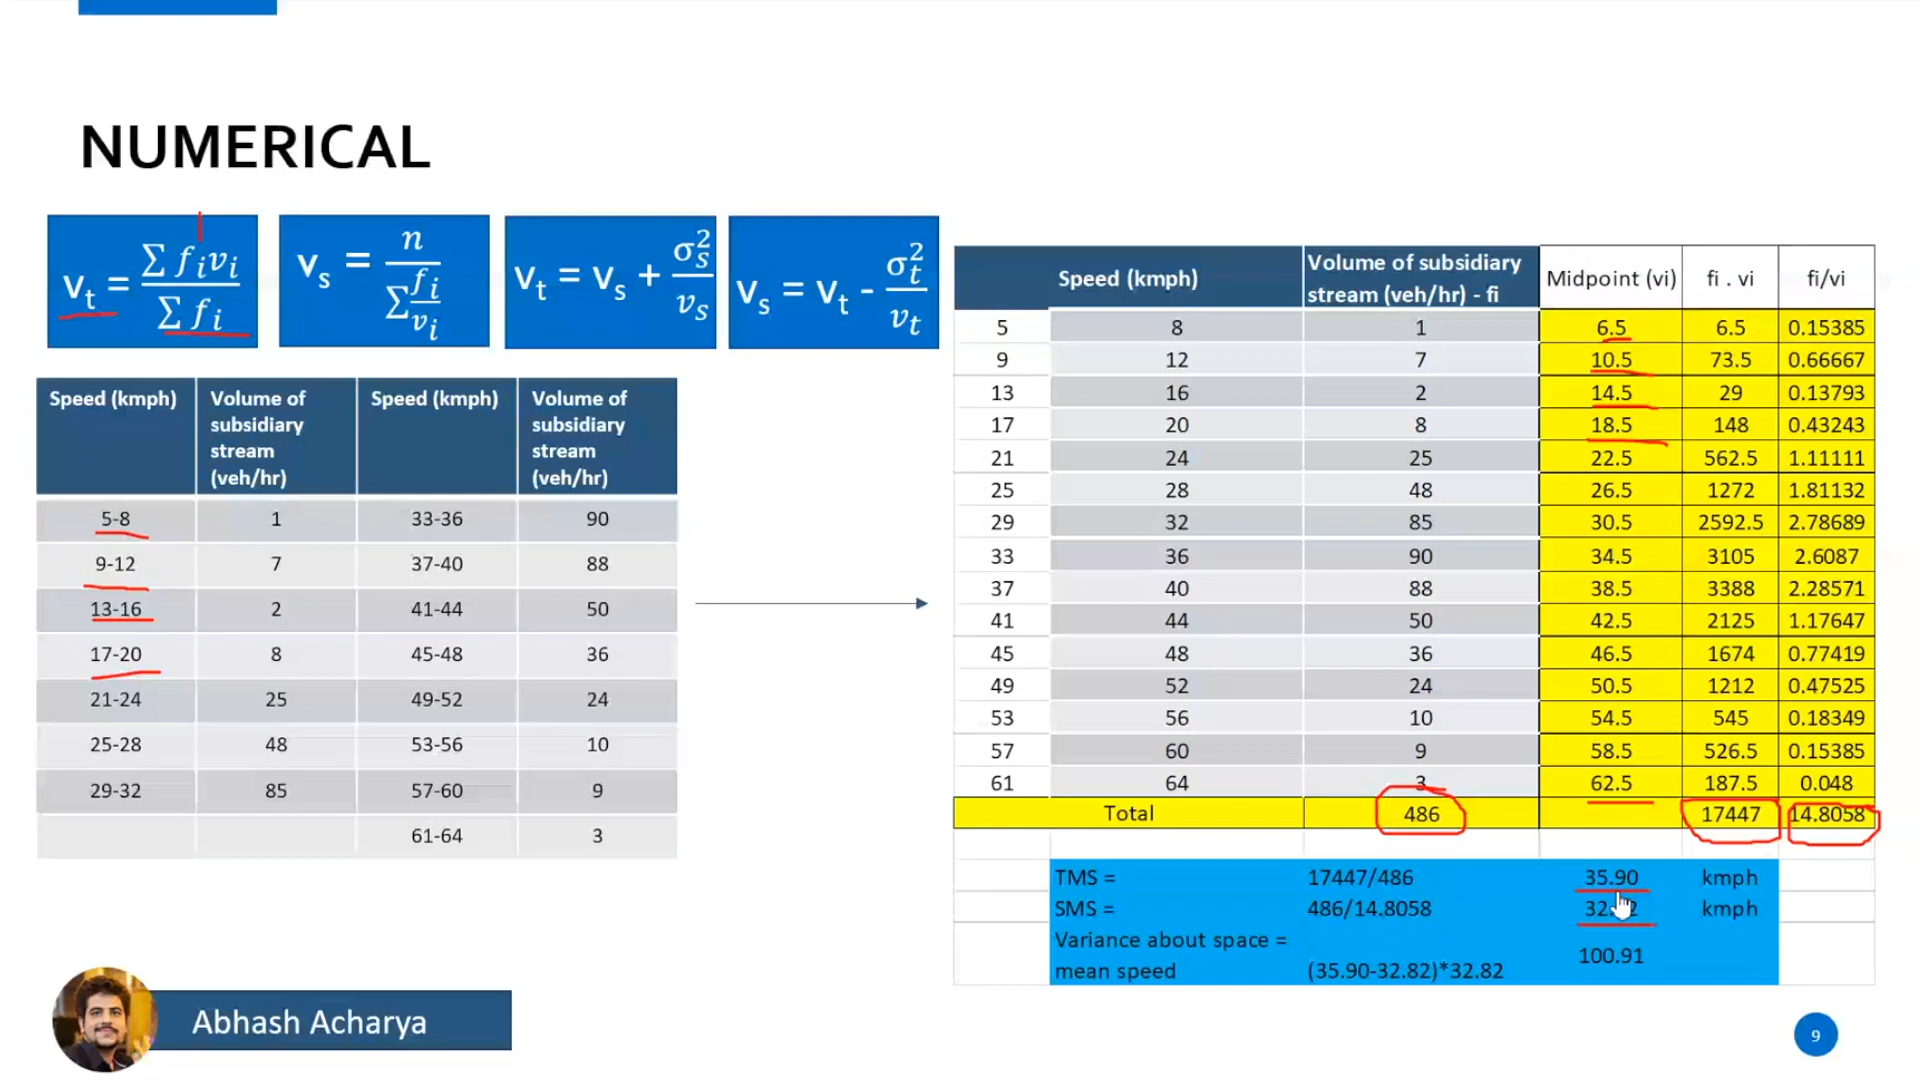 NUMERICAL
vₜ = ∑ fᵢvᵢ / ∑ fᵢ
vₛ = n / ∑ fᵢ/vᵢ
vₜ = vₛ + σₛ² / vₛ
vₛ = vₜ - σₜ² / vₜ
Speed (kmph) Volume of subsidiary stream (veh/hr) Speed (kmph) Volume of subsidiary stream (veh/hr)
5-8 1 33-36 90
9-12 7 37-40 88
13-16 2 41-44 50
17-20 8 45-48 36
21-24 25 49-52 24
25-28 48 53-56 10
29-32 85 57-60 9
61-64 3
Speed (kmph) Volume of subsidiary stream (veh/hr) - fi Midpoint (vi) fi . vi fi/vi
5 8 1 6.5 6.5 0.15385
9 12 7 10.5 73.5 0.66667
13 16 2 14.5 29 0.13793
17 20 8 18.5 148 0.43243
21 24 25 22.5 562.5 1.11111
25 28 48 26.5 1272 1.81132
29 32 85 30.5 2592.5 2.78689
33 36 90 34.5 3105 2.6087
37 40 88 38.5 3388 2.28571
41 44 50 42.5 2125 1.17647
45 48 36 46.5 1674 0.77419
49 52 24 50.5 1212 0.47525
53 56 10 54.5 545 0.18349
57 60 9 58.5 526.5 0.15385
61 64 3 62.5 187.5 0.048
Total 486 17447 14.8058
TMS = 17447/486 35.90 kmph
SMS = 486/14.8058 kmph
Variance about space =
mean speed (35.90-32.82)*32.82 100.91
Abhash Acharya
9